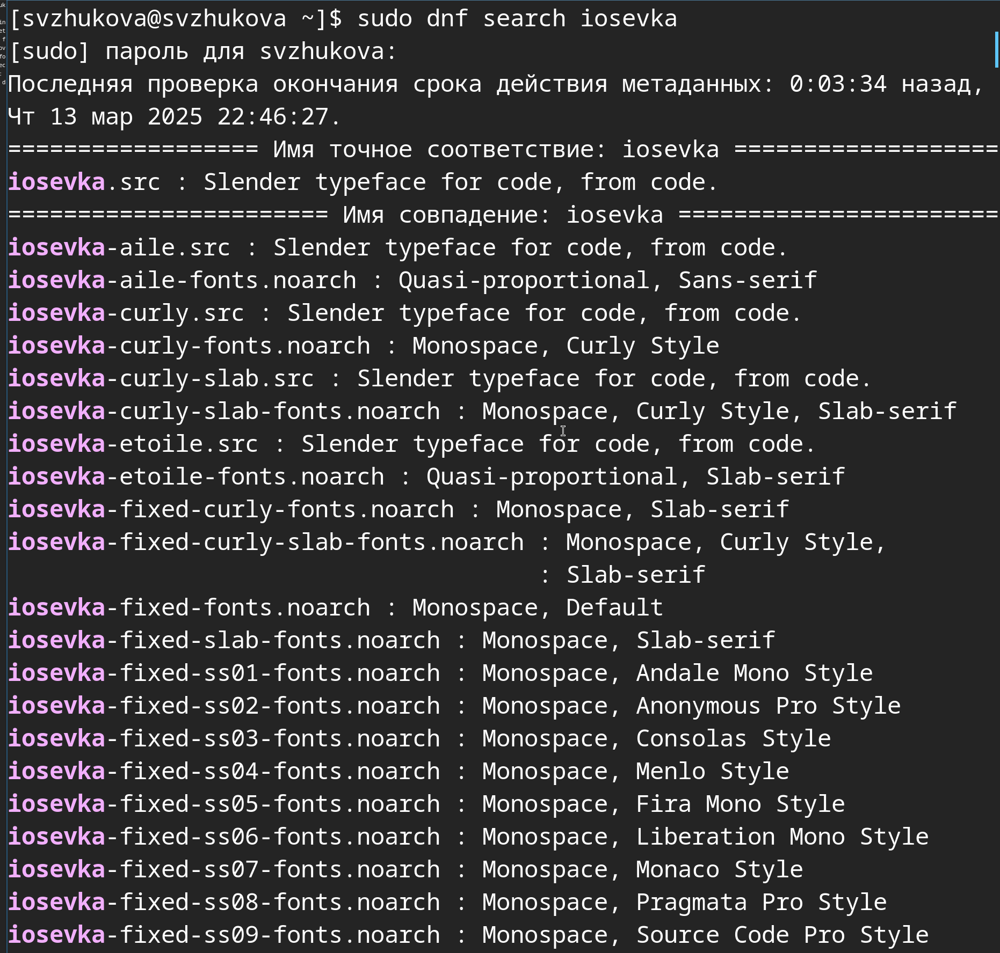 [svzhukova@svzhukova ~]$ sudo dnf search iosevka
[sudo] пароль для svzhukova:
Последняя проверка окончания срока действия метаданных: 0:03:34 назад,
Чт 13 мар 2025 22:46:27.
================== Имя точное соответствие: iosevka ===================
iosevka.src : Slender typeface for code, from code.
======================= Имя совпадение: iosevka =======================
iosevka-aile.src : Slender typeface for code, from code.
iosevka-aile-fonts.noarch : Quasi-proportional, Sans-serif
iosevka-curly.src : Slender typeface for code, from code.
iosevka-curly-fonts.noarch : Monospace, Curly Style
iosevka-curly-slab.src : Slender typeface for code, from code.
iosevka-curly-slab-fonts.noarch : Monospace, Curly Style, Slab-serif
iosevka-etoile.src : Slender typeface for code, from code.
iosevka-etoile-fonts.noarch : Quasi-proportional, Slab-serif
iosevka-fixed-curly-fonts.noarch : Monospace, Slab-serif
iosevka-fixed-curly-slab-fonts.noarch : Monospace, Curly Style,
: Slab-serif
iosevka-fixed-fonts.noarch : Monospace, Default
iosevka-fixed-slab-fonts.noarch : Monospace, Slab-serif
iosevka-fixed-ss01-fonts.noarch : Monospace, Andale Mono Style
iosevka-fixed-ss02-fonts.noarch : Monospace, Anonymous Pro Style
iosevka-fixed-ss03-fonts.noarch : Monospace, Consolas Style
iosevka-fixed-ss04-fonts.noarch : Monospace, Menlo Style
iosevka-fixed-ss05-fonts.noarch : Monospace, Fira Mono Style
iosevka-fixed-ss06-fonts.noarch : Monospace, Liberation Mono Style
iosevka-fixed-ss07-fonts.noarch : Monospace, Monaco Style
iosevka-fixed-ss08-fonts.noarch : Monospace, Pragmata Pro Style
iosevka-fixed-ss09-fonts.noarch : Monospace, Source Code Pro Style